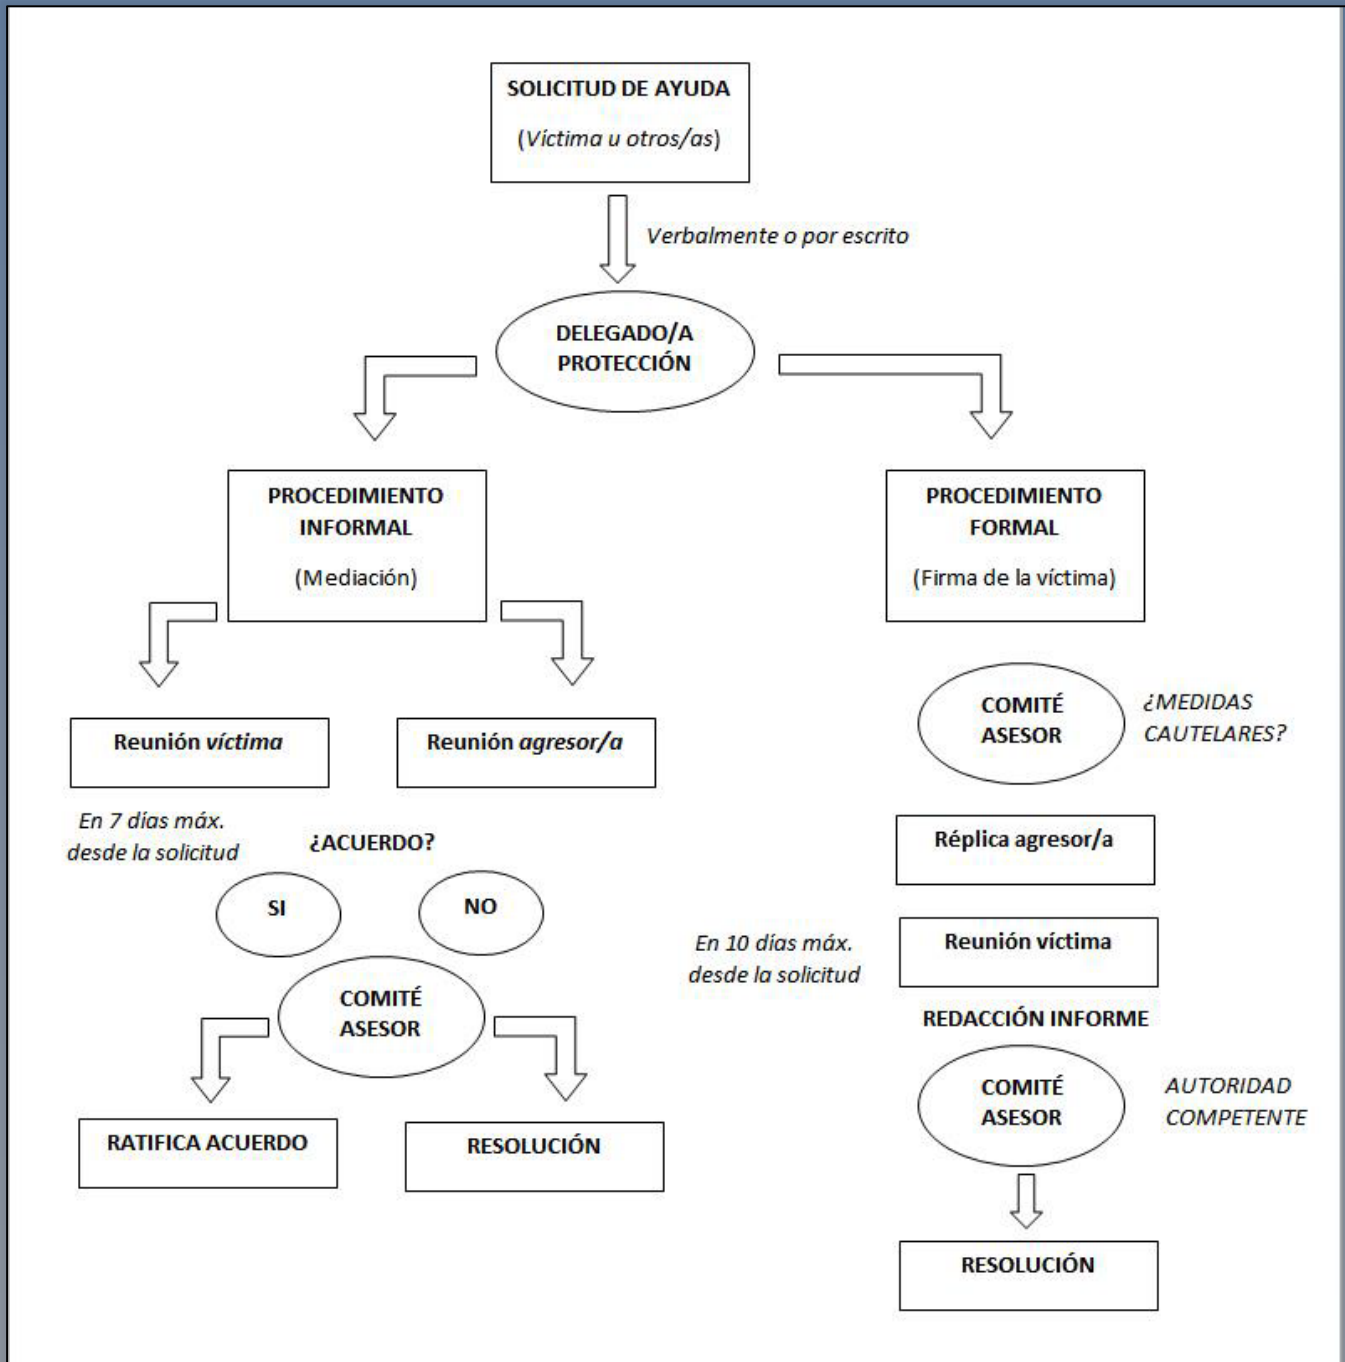 SOLICITUD DE AYUDA
(Víctima u otros/as)
Verbalmente o por escrito
DELEGADO/A
PROTECCIÓN
PROCEDIMIENTO
INFORMAL
(Mediación)
Reunión víctima
Reunión agresor/a
En 7 días máx.
desde la solicitud
¿ACUERDO?
SI
NO
COMITÉ
ASESOR
RATIFICA ACUERDO
RESOLUCIÓN
PROCEDIMIENTO
FORMAL
(Firma de la víctima)
COMITÉ
ASESOR
¿MEDIDAS
CAUTELARES?
Réplica agresor/a
Reunión víctima
En 10 días máx.
desde la solicitud
REDACCIÓN INFORME
COMITÉ
ASESOR
AUTORIDAD
COMPETENTE
RESOLUCIÓN